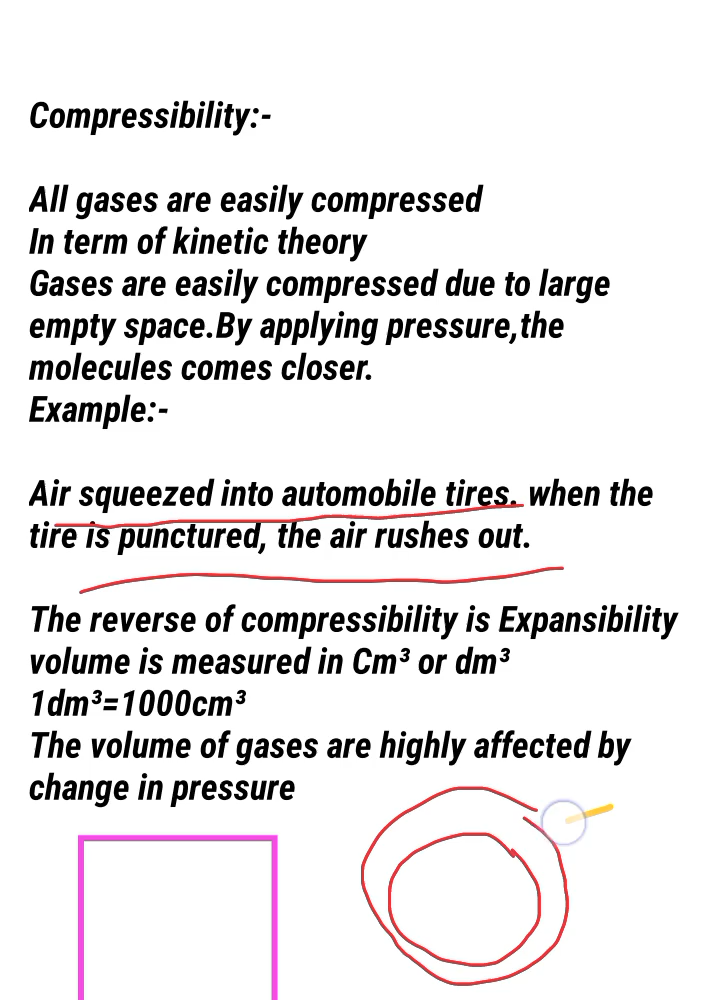 Compressibility:-
All gases are easily compressed
In term of kinetic theory
Gases are easily compressed due to large
empty space.By applying pressure,the
molecules comes closer.
Example:-
Air squeezed into automobile tires. when the
tire is punctured, the air rushes out.
The reverse of compressibility is Expansibility
volume is measured in Cm³ or dm³
1dm³=1000cm³
The volume of gases are highly affected by
change in pressure